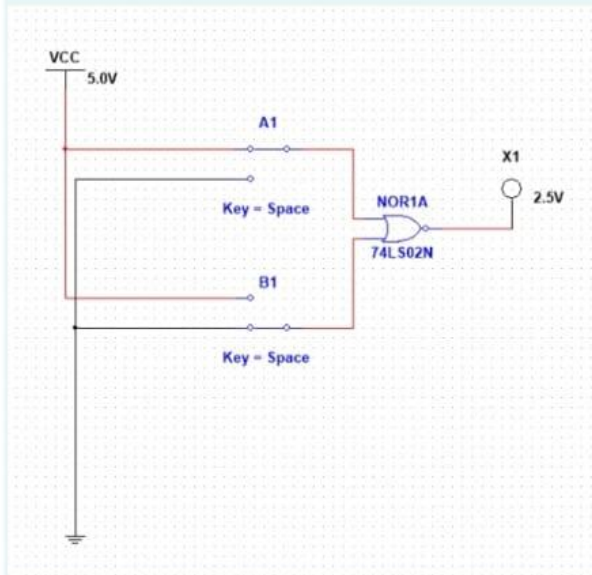 VCC
5.0V
A1
X1
Key = Space
NOR1A
2.5V
74LS02N
B1
Key = Space